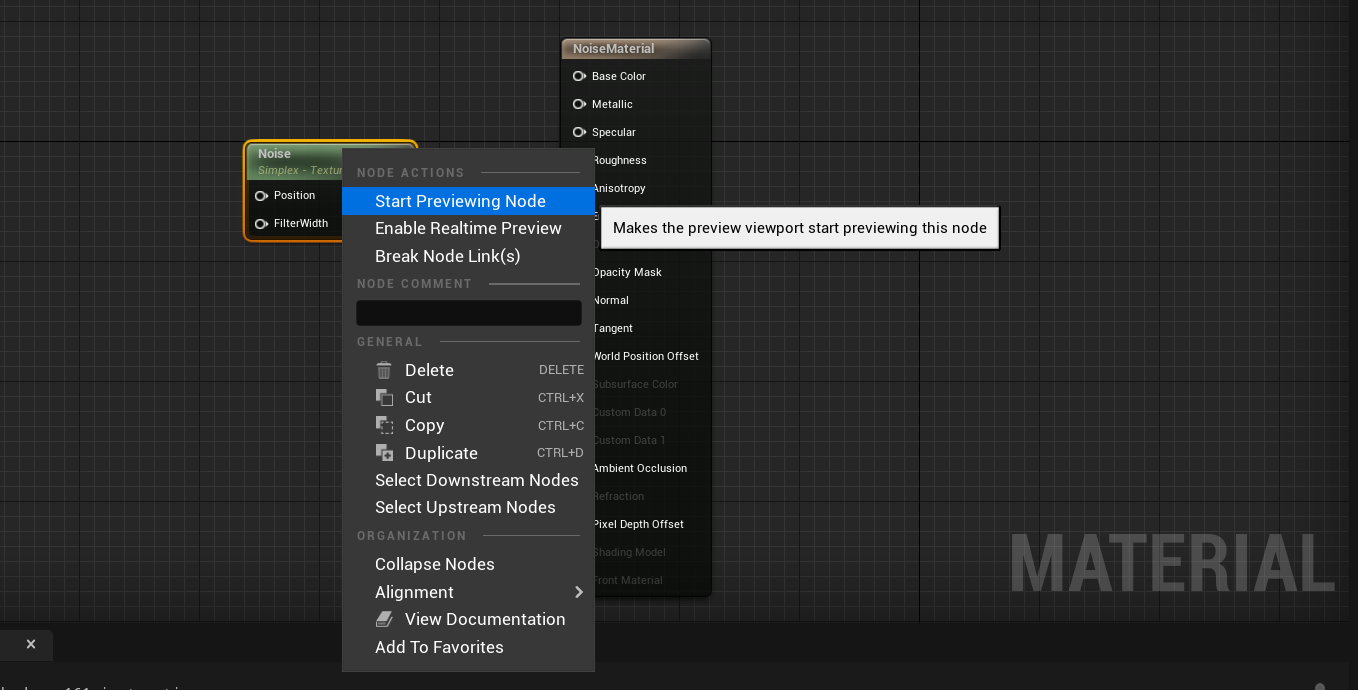 NoiseMaterial
Base Color
Metallic
Specular
Roughness
Anisotropy
Opacity Mask
Normal
Tangent
World Position Offset
Subsurface Color
Custom Data 0
Custom Data 1
Ambient Occlusion
Refraction
Pixel Depth Offset
Shading Model
Front Material
Noise
Simplex -
Position
FilterWidth
NODE ACTIONS
Start Previewing Node
Makes the preview viewport start previewing this node
Enable Realtime Preview
Break Node Link(s)
NODE COMMENT
GENERAL
Delete DELETE
Cut CTRL+X
Copy CTRL+C
Duplicate CTRL+D
Select Downstream Nodes
Select Upstream Nodes
ORGANIZATION
Collapse Nodes
Alignment
View Documentation
Add To Favorites
MATERIAL